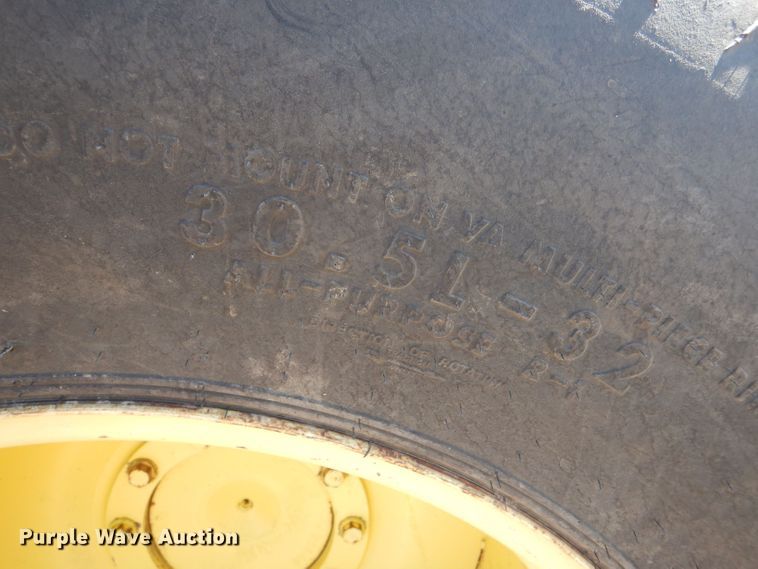 DO NOT MOUNT ON A MULTI-PIECE RIM
30.5L-32
ALL-PURPOSE R-1
DIRECTION OF ROTATION
Purple Wave Auction